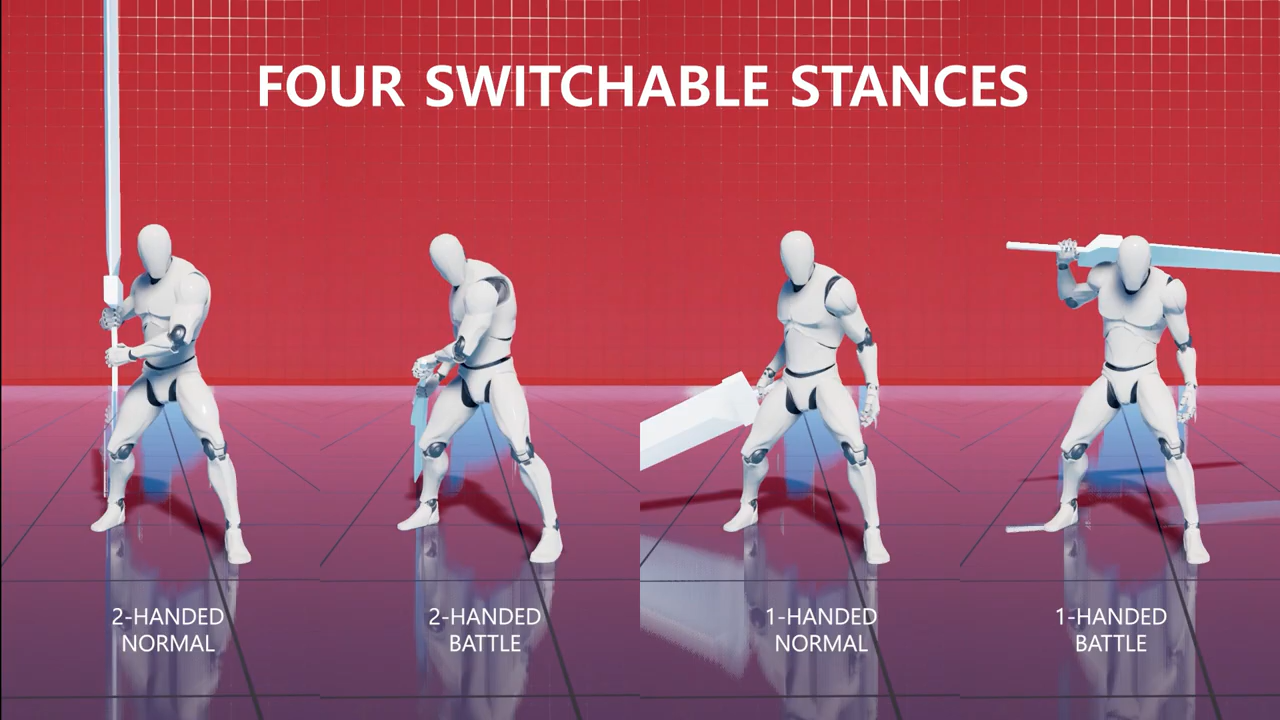 FOUR SWITCHABLE STANCES
2-HANDED
NORMAL
2-HANDED
BATTLE
1-HANDED
NORMAL
1-HANDED
BATTLE